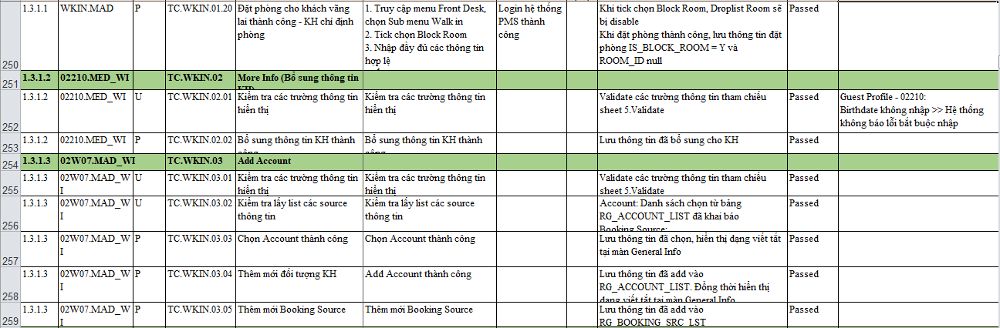 1.3.1.1 WKIN.MAD P TC.WKIN.01.20 Đặt phòng cho khách vãng 1. Truy cập menu Front Desk, Login hệ thống Khi tick chọn Block Room, Droplist Room sẽ Passed
lai thành công - KH chỉ định chọn Sub menu Walk in PMS thành bị disable
phòng 2. Tick chọn Block Room công Khi đặt phòng thành công, lưu thông tin đặt
3. Nhập đầy đủ các thông tin phòng IS_BLOCK_ROOM = Y và
250 hợp lệ ROOM_ID null
251 1.3.1.2 02210.MED_WI TC.WKIN.02 More Info (Bổ sung thông tin
1.3.1.2 02210.MED_WI U TC.WKIN.02.01 Kiểm tra các trường thông tin Kiểm tra các trường thông tin Validate các trường thông tin tham chiếu Passed Guest Profile - 02210:
hiển thị hiển thị sheet 5.Validate Birthdate không nhập >> Hệ thống
252 không báo lỗi bắt buộc nhập
253 1.3.1.2 02210.MED_WI P TC.WKIN.02.02 Bổ sung thông tin KH thành Bổ sung thông tin KH thành Lưu thông tin đã bổ sung cho KH Passed
công công
254 1.3.1.3 02W07.MAD_WI TC.WKIN.03 Add Account
1.3.1.3 02W07.MAD_W U TC.WKIN.03.01 Kiểm tra các trường thông tin Kiểm tra các trường thông tin Validate các trường thông tin tham chiếu Passed
255 I hiển thị hiển thị sheet 5.Validate
1.3.1.3 02W07.MAD_W U TC.WKIN.03.02 Kiểm tra lấy list các source Kiểm tra lấy list các source Account: Danh sách chọn từ bảng Passed
I thông tin thông tin RG_ACCOUNT_LIST đã khai báo
256 Booking Source:
1.3.1.3 02W07.MAD_W P TC.WKIN.03.03 Chọn Account thành công Chọn Account thành công Lưu thông tin đã chọn, hiển thị dạng viết tắt Passed
257 I tại màn General Info
1.3.1.3 02W07.MAD_W P TC.WKIN.03.04 Thêm mới đối tượng KH Add Account thành công Lưu thông tin đã add vào Passed
I RG_ACCOUNT_LIST. Đồng thời hiển thị
258 dạng viết tắt tại màn General Info
1.3.1.3 02W07.MAD_W P TC.WKIN.03.05 Thêm mới Booking Source Thêm mới Booking Source Lưu thông tin đã add vào Passed
259 I RG_BOOKING_SRC_LST